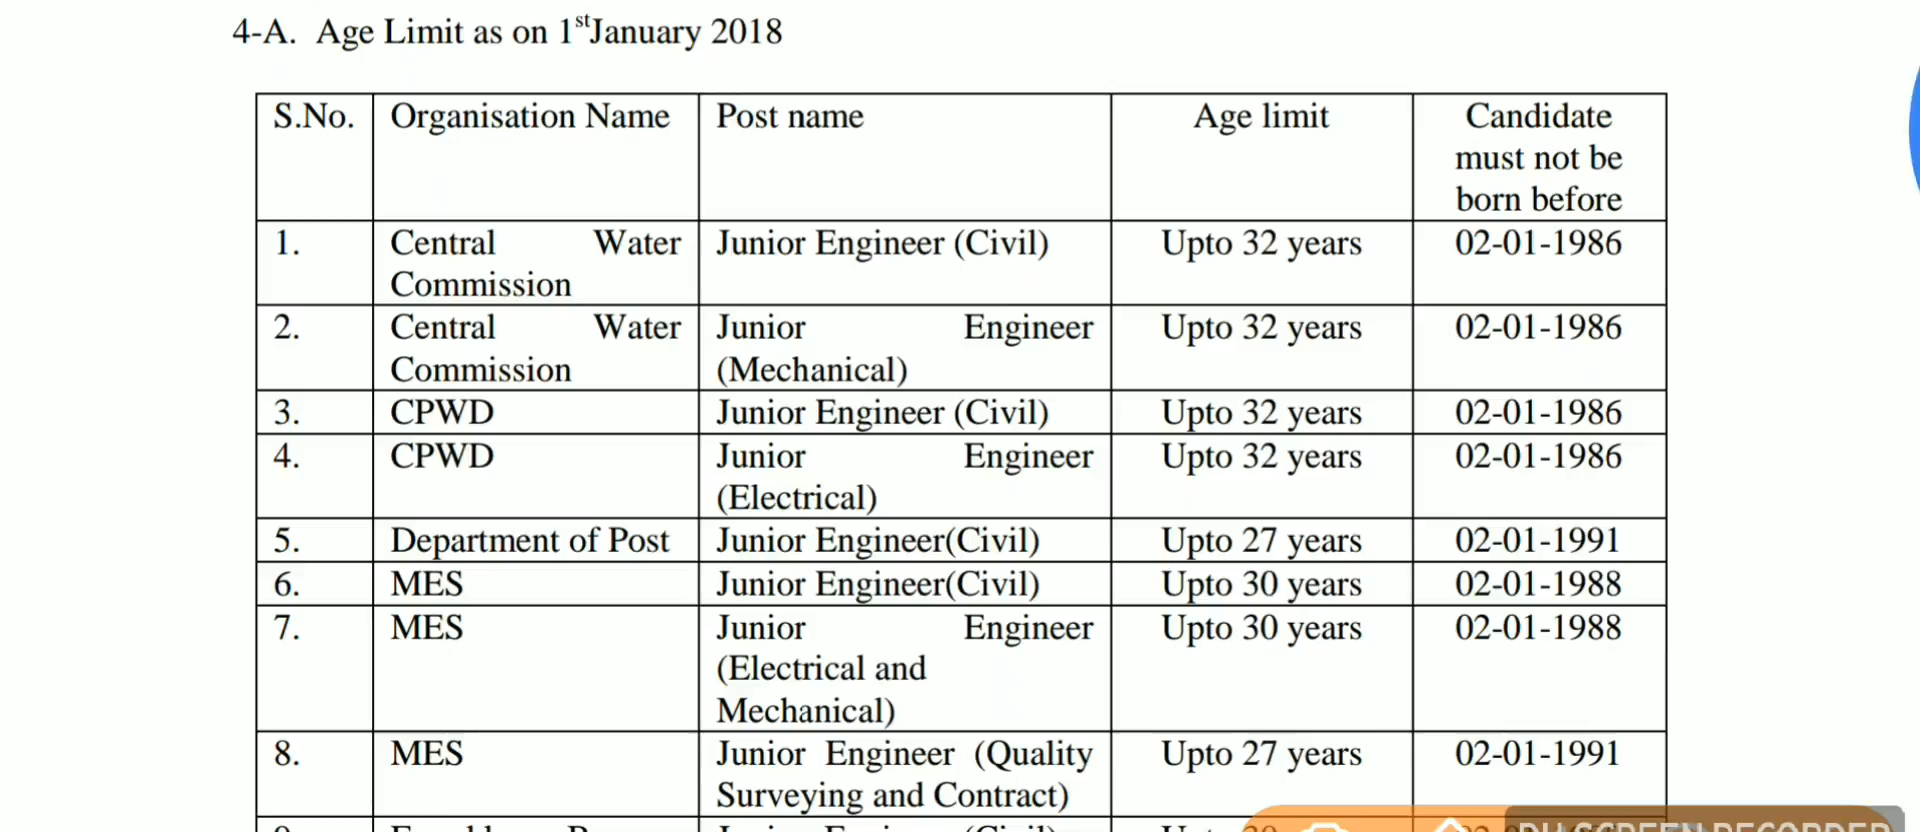 4-A. Age Limit as on 1st January 2018
S.No. Organisation Name Post name Age limit Candidate
must not be
born before
1. Central Water Junior Engineer (Civil) Upto 32 years 02-01-1986
Commission
2. Central Water Junior Engineer Upto 32 years 02-01-1986
Commission (Mechanical)
3. CPWD Junior Engineer (Civil) Upto 32 years 02-01-1986
4. CPWD Junior Engineer Upto 32 years 02-01-1986
(Electrical)
5. Department of Post Junior Engineer(Civil) Upto 27 years 02-01-1991
6. MES Junior Engineer(Civil) Upto 30 years 02-01-1988
7. MES Junior Engineer Upto 30 years 02-01-1988
(Electrical and
Mechanical)
8. MES Junior Engineer (Quality Upto 27 years 02-01-1991
Surveying and Contract)